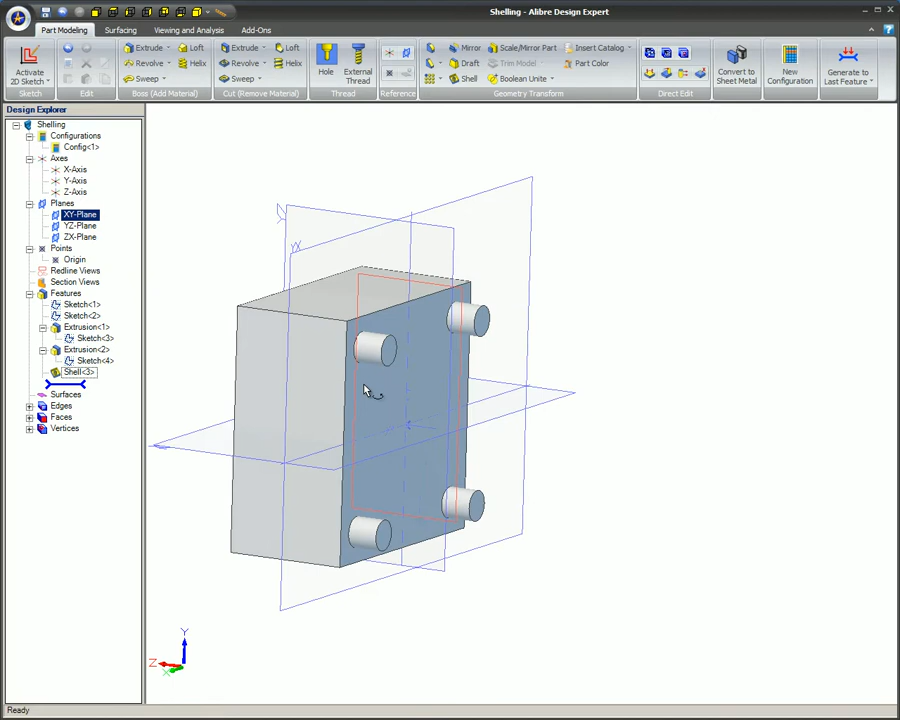 Shelling - Alibre Design Expert
Part Modeling Surfacing Viewing and Analysis Add-Ons
Activate 2D Sketch Sketch
Edit
Extrude Loft
Revolve Helix
Sweep
Boss (Add Material)
Extrude Loft
Revolve Helix
Sweep
Cut (Remove Material)
Hole External Thread
Thread
Reference
Mirror Scale/Mirror Part Insert Catalog
Draft Trim Model Part Color
Shell Boolean Unite
Geometry Transform
Direct Edit
Convert to Sheet Metal
New Configuration
Generate to Last Feature
Design Explorer
Shelling
Configurations
Config<1>
Axes
X-Axis
Y-Axis
Z-Axis
Planes
XY-Plane
YZ-Plane
ZX-Plane
Points
Origin
Redline Views
Section Views
Features
Sketch<1>
Sketch<2>
Extrusion<1>
Sketch<3>
Extrusion<2>
Sketch<4>
Shell<3>
Surfaces
Edges
Faces
Vertices
Y
Z
X
Ready